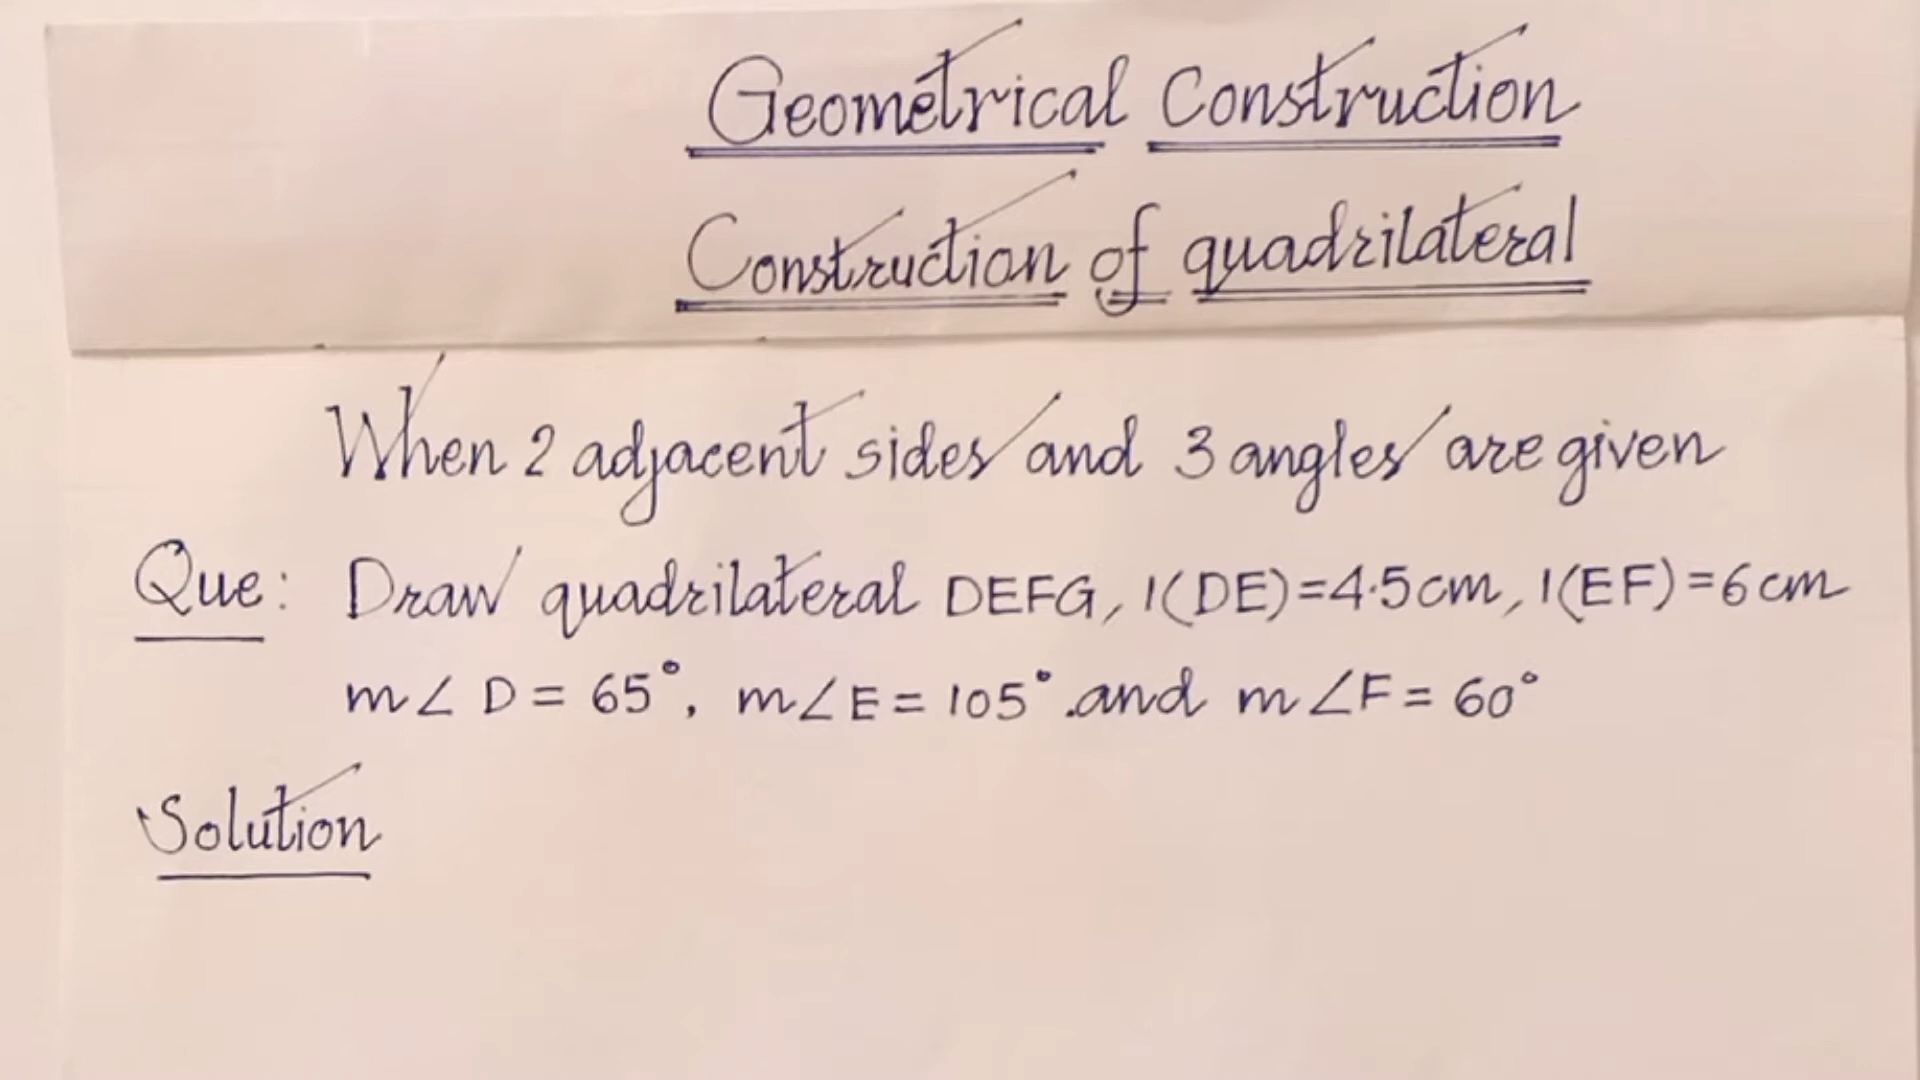 Geometrical Construction
Construction of quadrilateral
When 2 adjacent sides and 3 angles are given
Que: Draw quadrilateral DEFG, l(DE)=4.5cm, l(EF)=6cm
m∠D = 65°, m∠E = 105° and m∠F = 60°
Solution